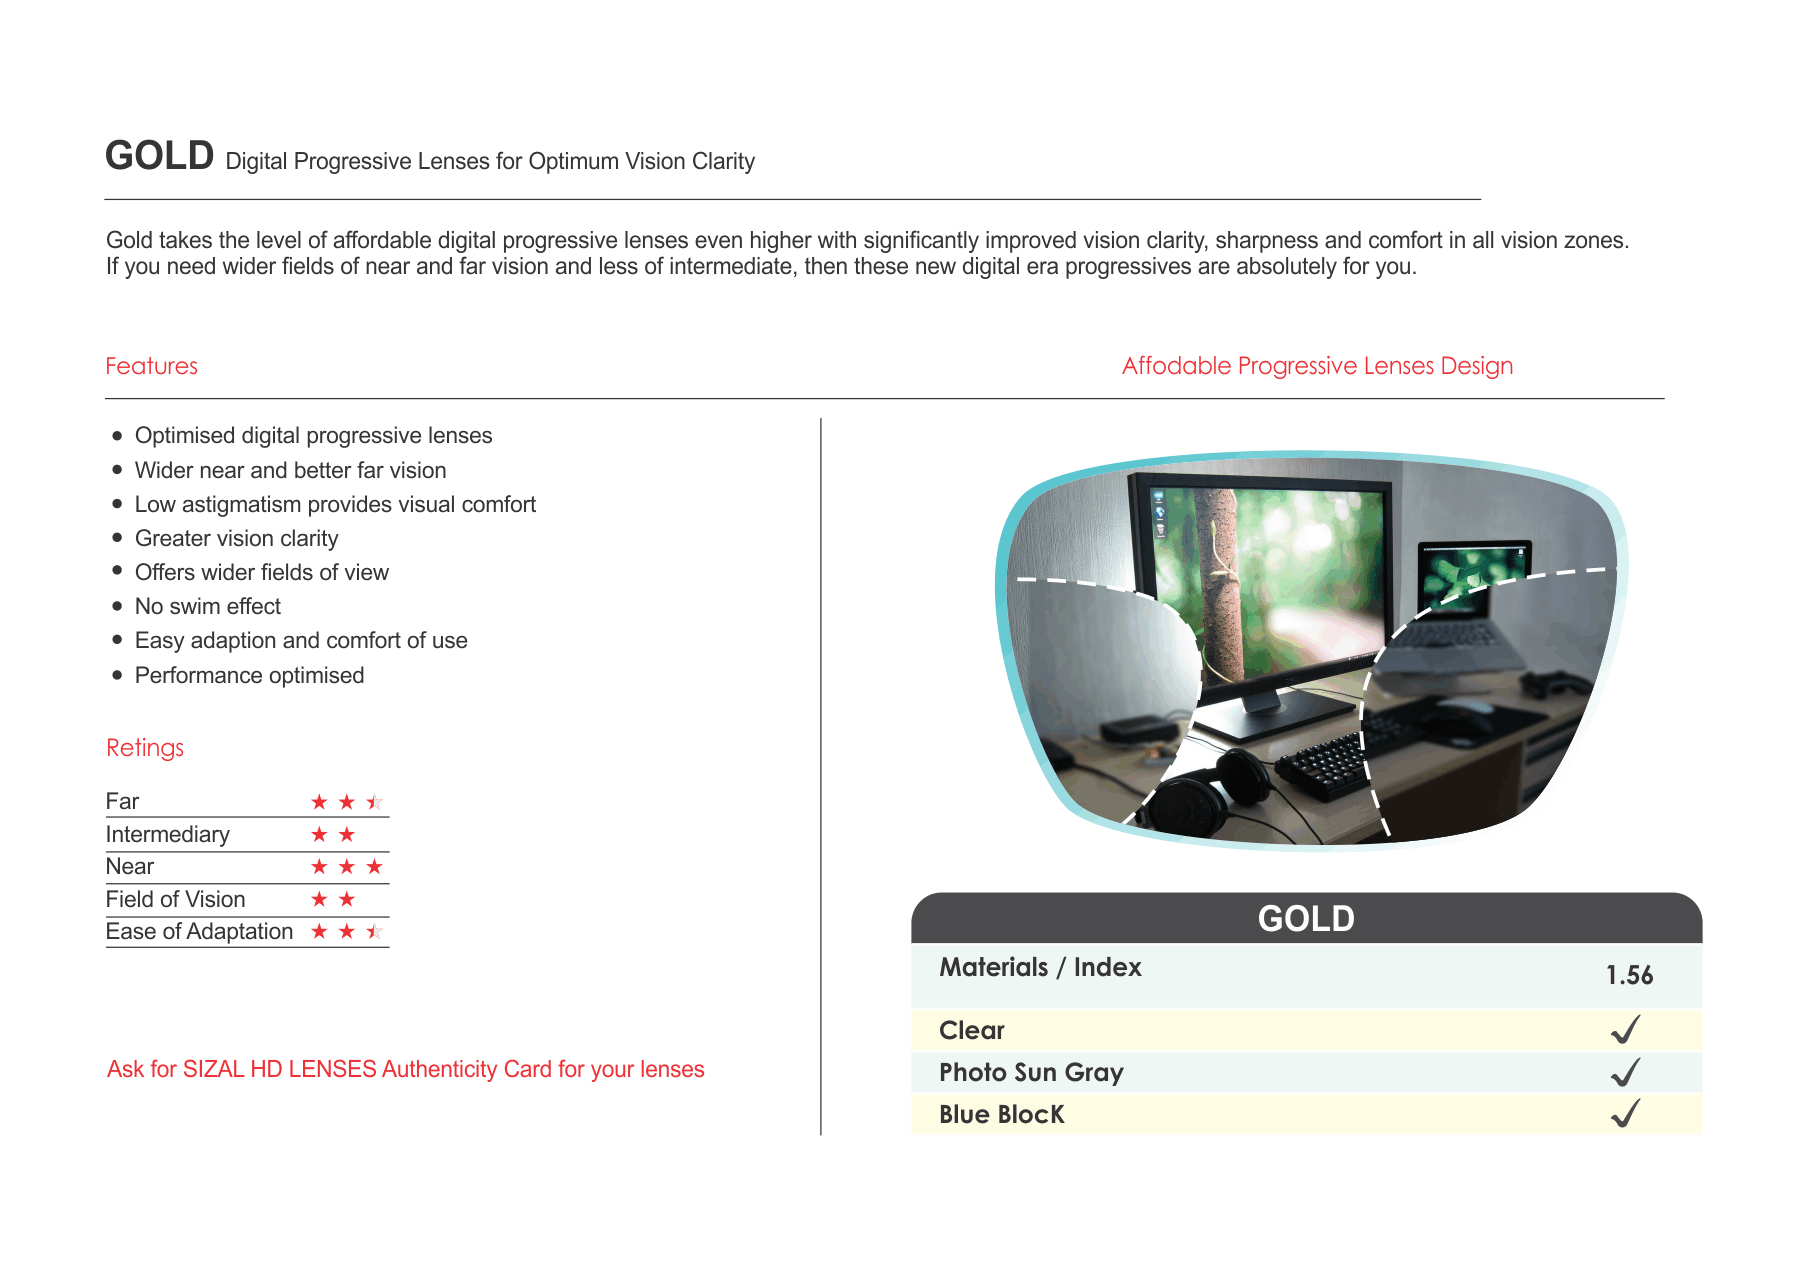 GOLD Digital Progressive Lenses for Optimum Vision Clarity
Gold takes the level of affordable digital progressive lenses even higher with significantly improved vision clarity, sharpness and comfort in all vision zones.
If you need wider fields of near and far vision and less of intermediate, then these new digital era progressives are absolutely for you.
Features
• Optimised digital progressive lenses
• Wider near and better far vision
• Low astigmatism provides visual comfort
• Greater vision clarity
• Offers wider fields of view
• No swim effect
• Easy adaption and comfort of use
• Performance optimised
Retings
Far
Intermediary
Near
Field of Vision
Ease of Adaptation
Ask for SIZAL HD LENSES Authenticity Card for your lenses
Affodable Progressive Lenses Design
GOLD
Materials / Index 1.56
Clear ✓
Photo Sun Gray ✓
Blue BlocK ✓